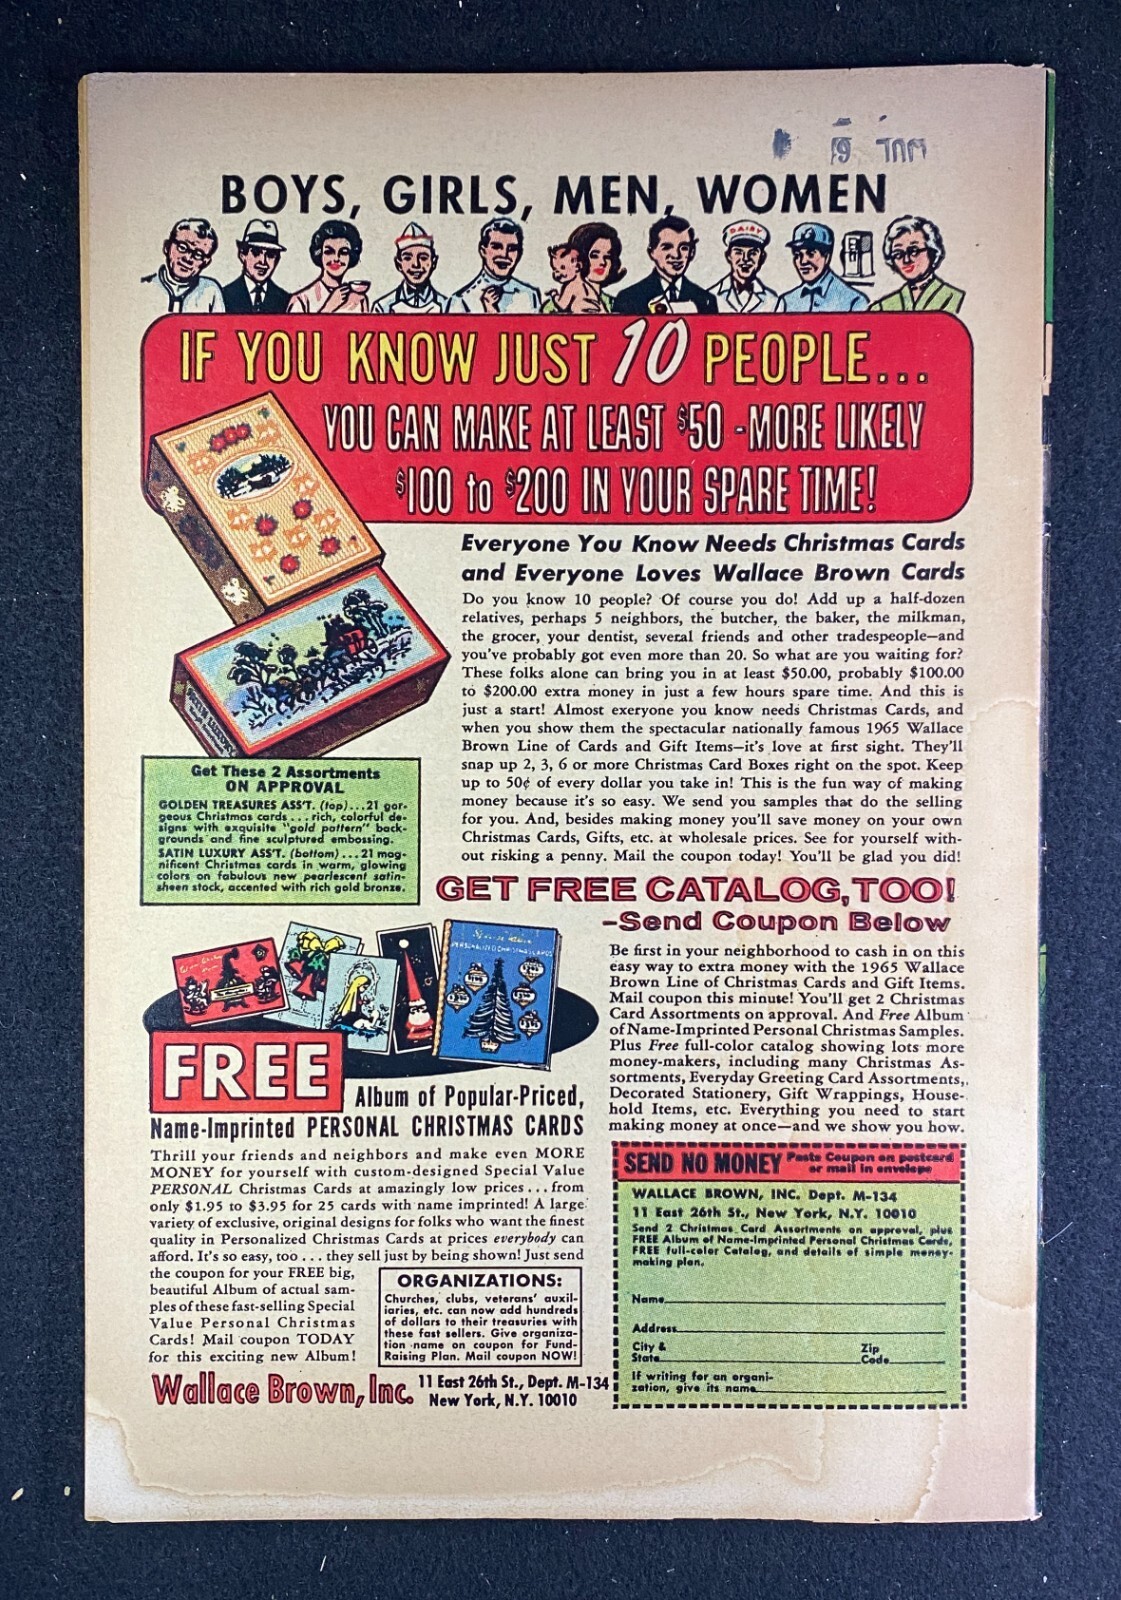 BOYS, GIRLS, MEN, WOMEN
DAIRY
IF YOU KNOW JUST 10 PEOPLE...
YOU CAN MAKE AT LEAST $50 - MORE LIKELY
$100 to $200 IN YOUR SPARE TIME!
Everyone You Know Needs Christmas Cards
and Everyone Loves Wallace Brown Cards
Do you know 10 people? Of course you do! Add up a half-dozen
relatives, perhaps 5 neighbors, the butcher, the baker, the milkman,
the grocer, your dentist, several friends and other tradespeople—and
you've probably got even more than 20. So what are you waiting for?
These folks alone can bring you in at least $50.00, probably $100.00
to $200.00 extra money in just a few hours spare time. And this is
just a start! Almost exeryone you know needs Christmas Cards, and
when you show them the spectacular nationally famous 1965 Wallace
Brown Line of Cards and Gift Items—it's love at first sight. They'll
snap up 2, 3, 6 or more Christmas Card Boxes right on the spot. Keep
up to 50¢ of every dollar you take in! This is the fun way of making
money because it's so easy. We send you samples that do the selling
for you. And, besides making money you'll save money on your own
Christmas Cards, Gifts, etc. at wholesale prices. See for yourself with-
out risking a penny. Mail the coupon today! You'll be glad you did!
Get These 2 Assortments
ON APPROVAL
GOLDEN TREASURES ASS'T. (top)...21 gor-
geous Christmas cards...rich, colorful de-
signs with exquisite "gold pattern" back-
grounds and fine sculptured embossing.
SATIN LUXURY ASS'T. (bottom)...21 mag-
nificent Christmas cards in warm, glowing
colors on fabulous new pearlescent satin-
sheen stock, accented with rich gold bronze.
GET FREE CATALOG, TOO!
-Send Coupon Below
Be first in your neighborhood to cash in on this
easy way to extra money with the 1965 Wallace
Brown Line of Christmas Cards and Gift Items.
Mail coupon this minute! You'll get 2 Christmas
Card Assortments on approval. And Free Album
of Name-Imprinted Personal Christmas Samples.
Plus Free full-color catalog showing lots more
money-makers, including many Christmas As-
sortments, Everyday Greeting Card Assortments,
Decorated Stationery, Gift Wrappings, House-
hold Items, etc. Everything you need to start
making money at once—and we show you how.
PERSONALIZED CHRISTMAS CARDS
FREE Album of Popular-Priced,
Name-Imprinted PERSONAL CHRISTMAS CARDS
Thrill your friends and neighbors and make even MORE
MONEY for yourself with custom-designed Special Value
PERSONAL Christmas Cards at amazingly low prices...from
only $1.95 to $3.95 for 25 cards with name imprinted! A large
variety of exclusive, original designs for folks who want the finest
quality in Personalized Christmas Cards at prices everybody can
afford. It's so easy, too...they sell just by being shown! Just send
the coupon for your FREE big,
beautiful Album of actual sam-
ples of these fast-selling Special
Value Personal Christmas
Cards! Mail coupon TODAY
for this exciting new Album!
ORGANIZATIONS:
Churches, clubs, veterans' auxil-
iaries, etc. can now add hundreds
of dollars to their treasuries with
these fast sellers. Give organiza-
tion name on coupon for Fund-
Raising Plan. Mail coupon NOW!
Wallace Brown, Inc. 11 East 26th St., Dept. M-134
New York, N.Y. 10010
SEND NO MONEY Paste Coupon on postcard
or mail in envelope
WALLACE BROWN, INC. Dept. M-134
11 East 26th St., New York, N.Y. 10010
Send 2 Christmas Card Assortments on approval, plus
FREE Album of Name-Imprinted Personal Christmas Cards,
FREE full-color Catalog, and details of simple money-
making plan.
Name
Address
City &
State
Zip
Code
If writing for an organi-
zation, give its name